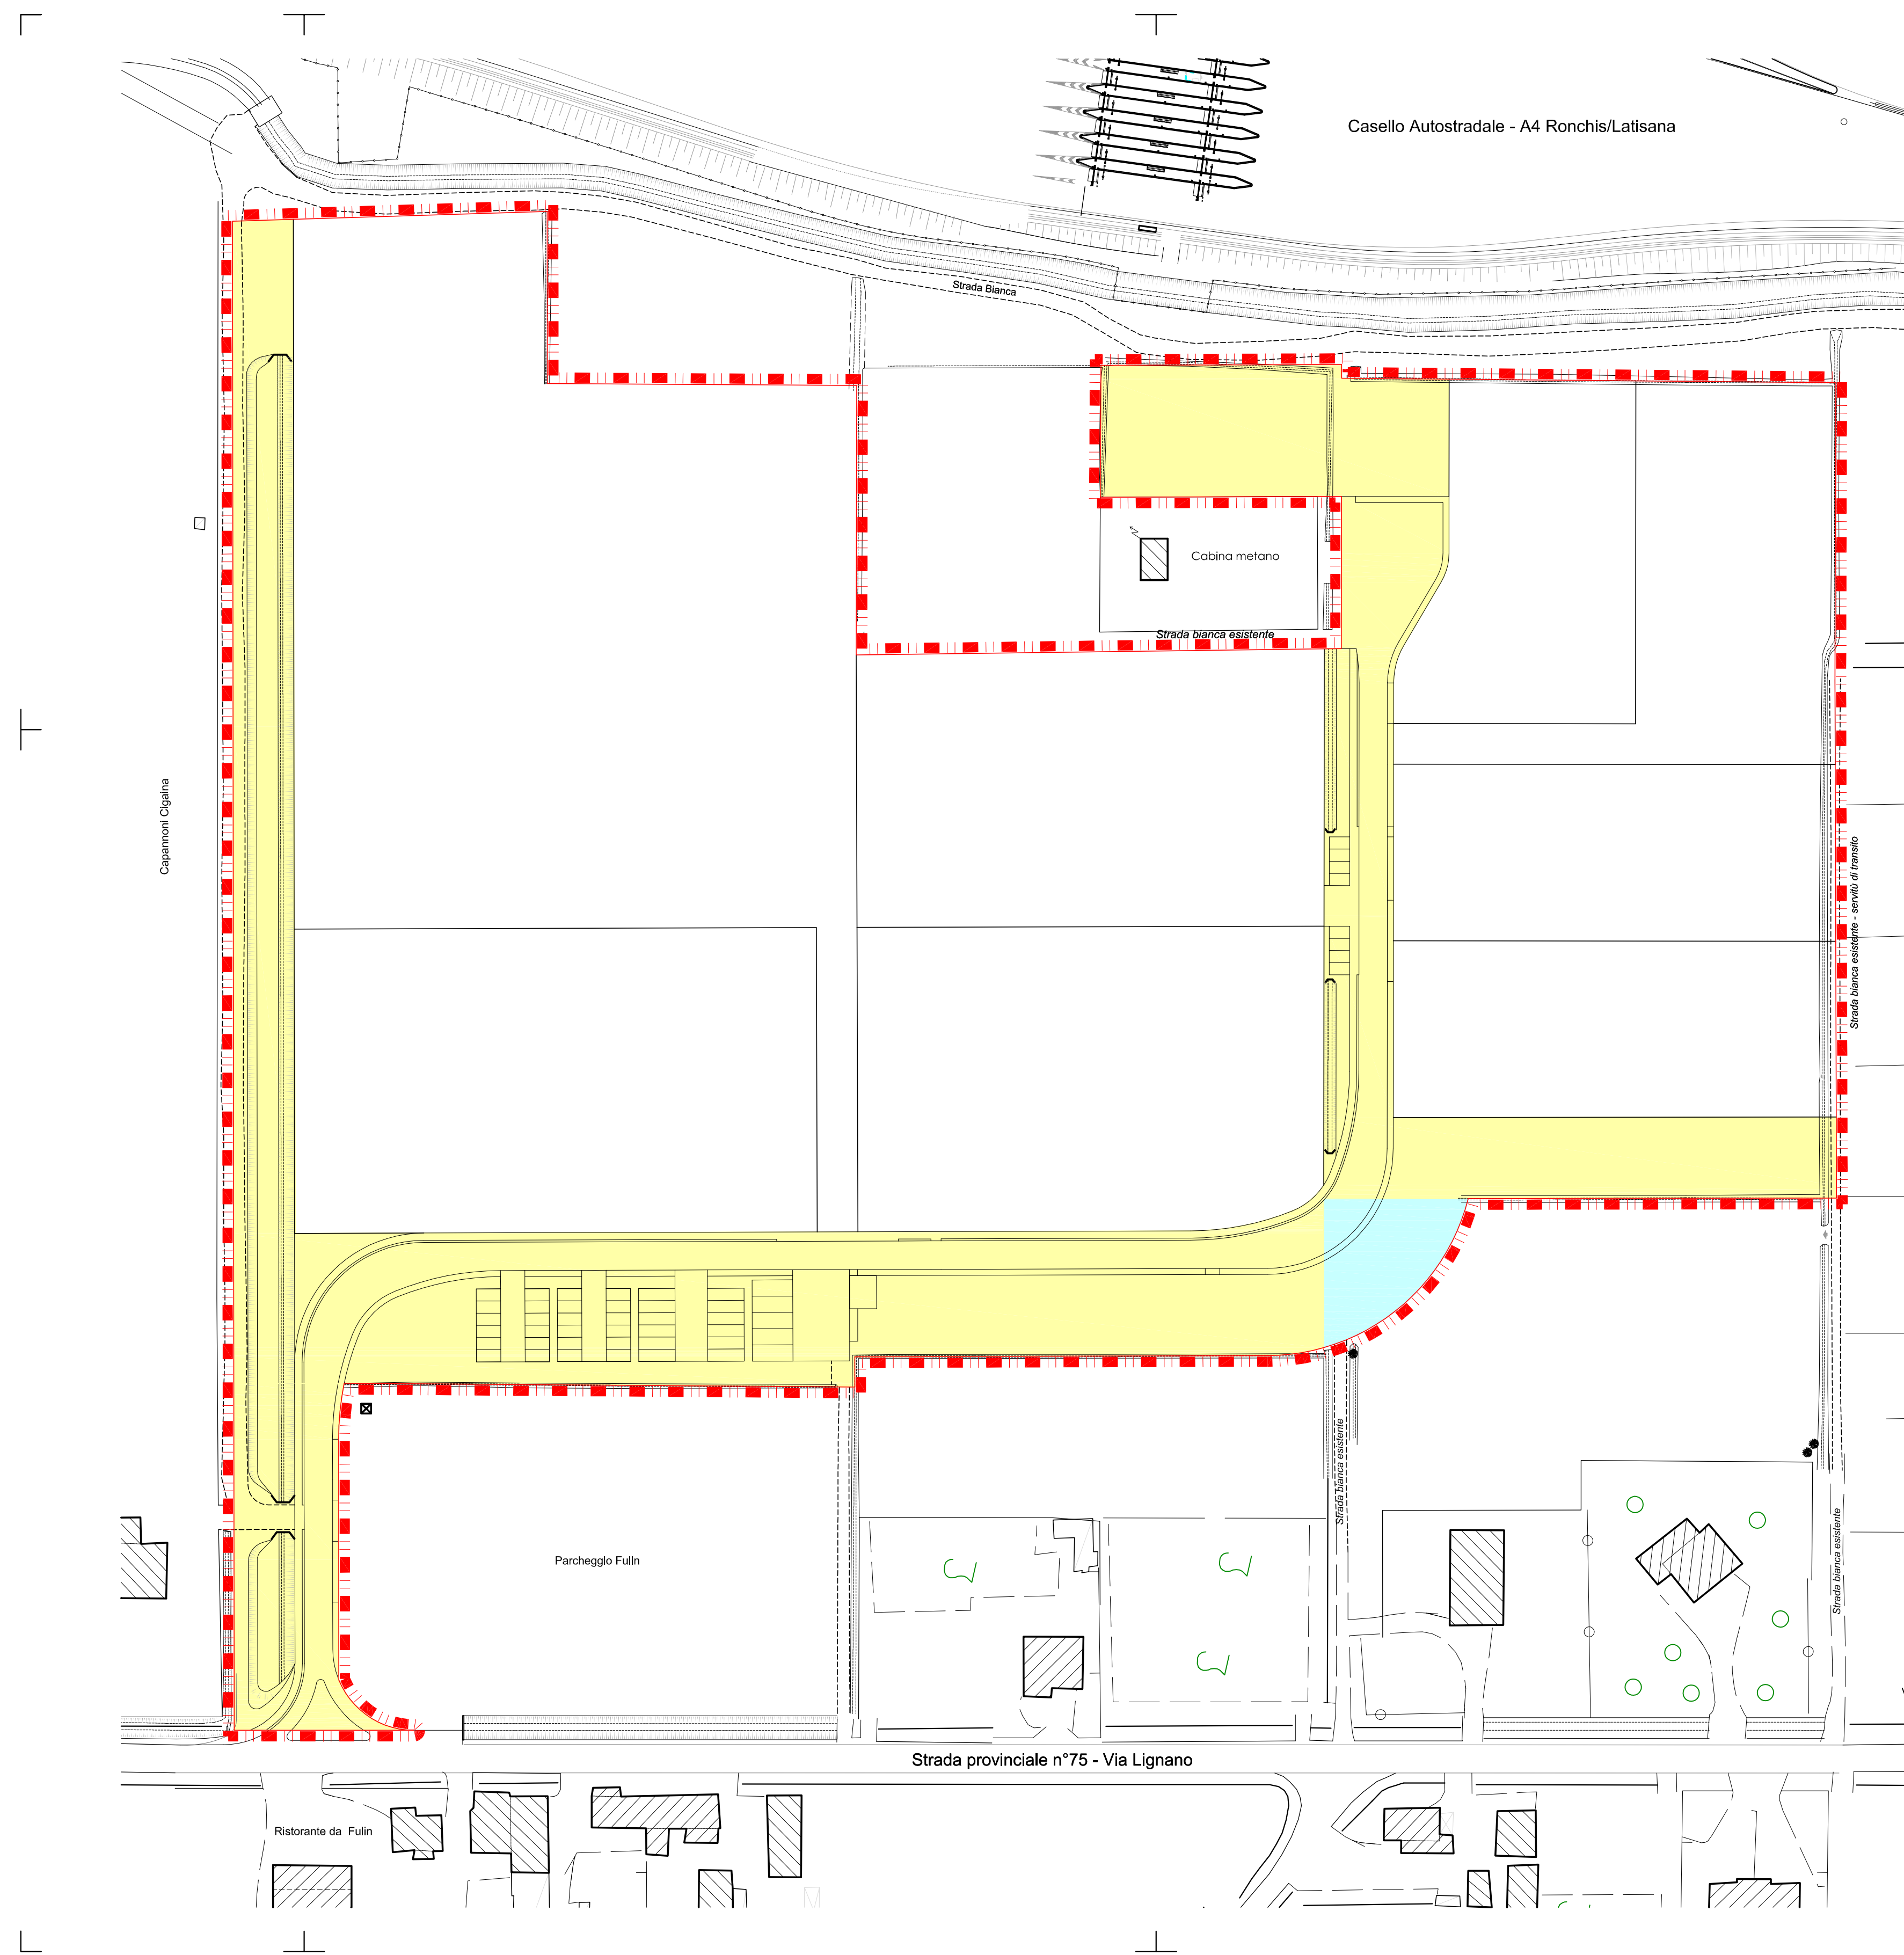 Casello Autostradale - A4 Ronchis/Latisana
Strada Bianca
Cabina metano
Strada bianca esistente
Capannoni Cigaina
Strada bianca esistente - servitù di transito
Strada bianca esistente
Strada bianca esistente
Parcheggio Fulin
Strada provinciale n°75 - Via Lignano
Ristorante da Fulin